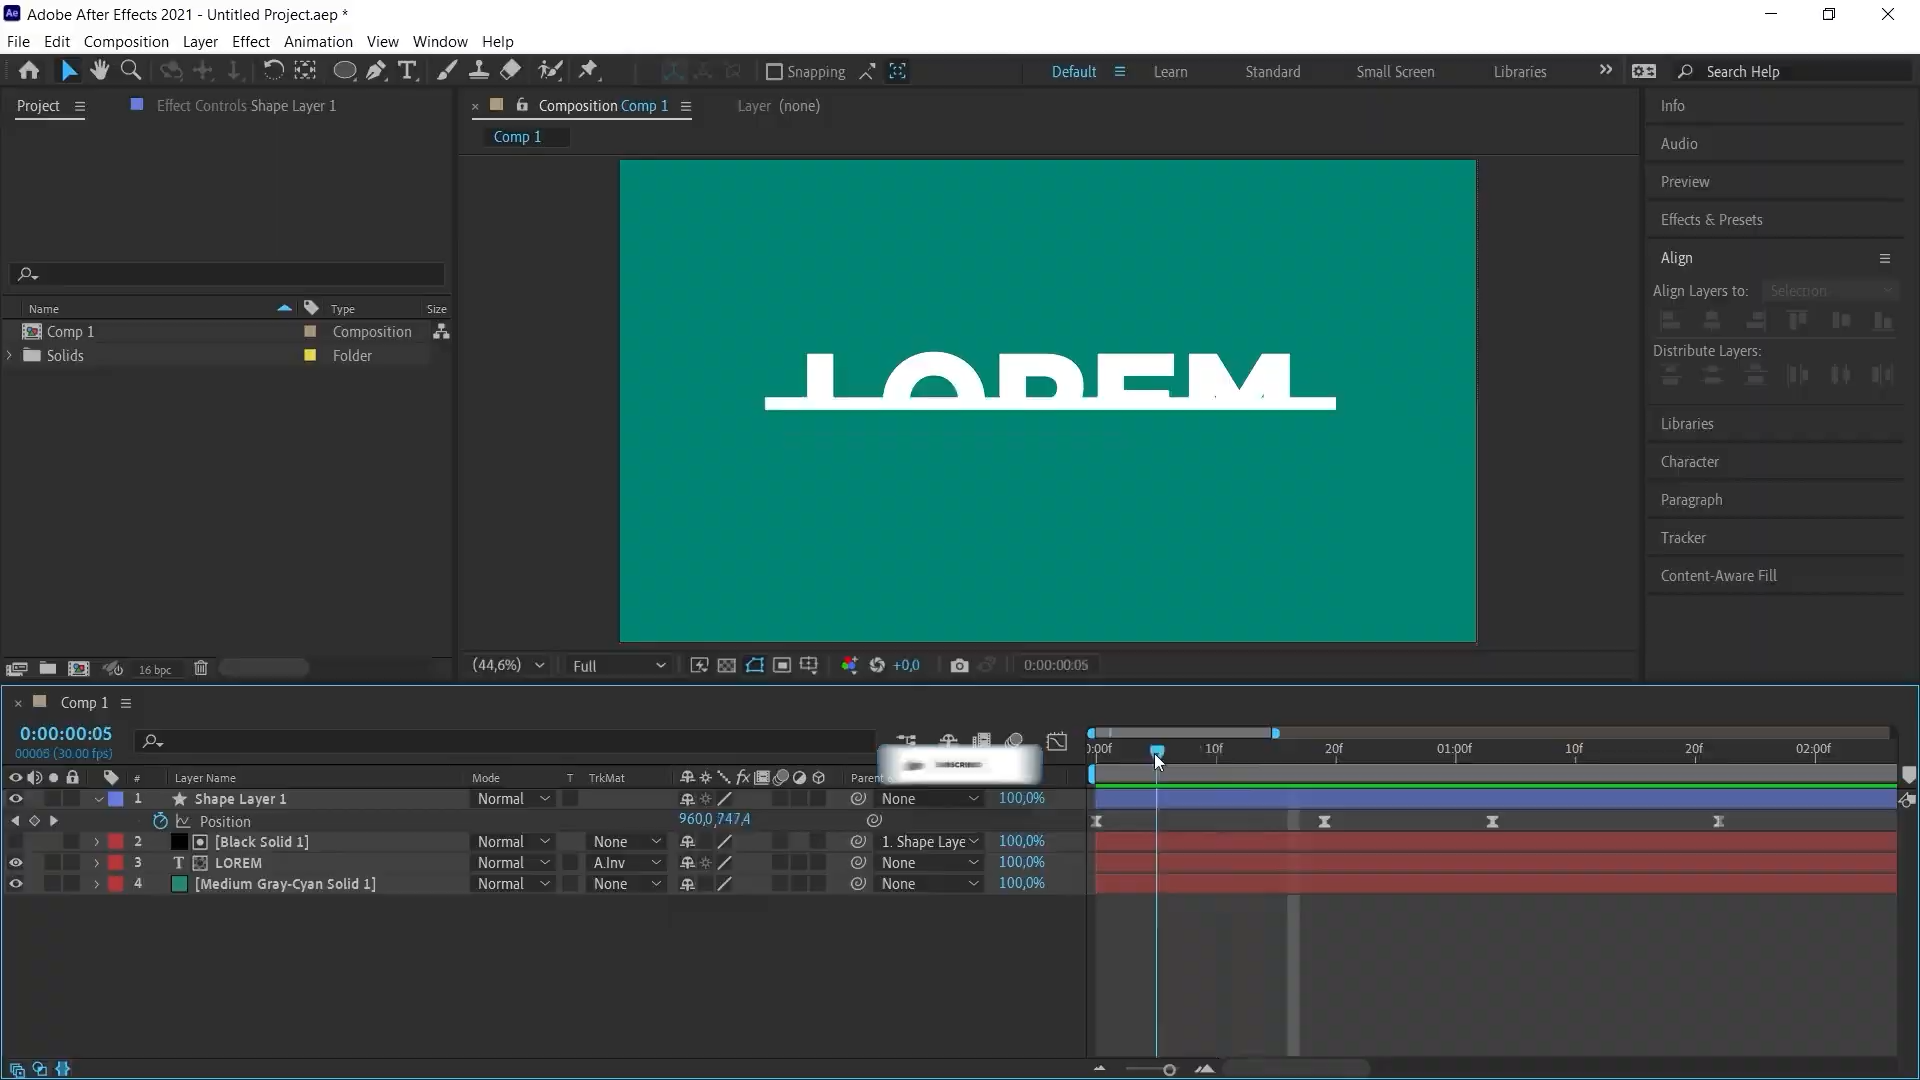 Adobe After Effects 2021 - Untitled Project.aep *
File Edit Composition Layer Effect Animation View Window Help
Snapping Default Learn Standard Small Screen Libraries Search Help
Project Effect Controls Shape Layer 1 Composition Comp 1 Layer (none)
Comp 1
Name Type Size
Comp 1 Composition
Solids Folder
LOREM
16 bpc
(44,6%) Full +0,0 0:00:00:05
Info
Audio
Preview
Effects & Presets
Align
Align Layers to: Selection
Distribute Layers:
Libraries
Character
Paragraph
Tracker
Content-Aware Fill
Comp 1
0:00:00:05
00005 (30.00 fps)
0:00f 10f 20f 01:00f 10f 20f 02:00f
# Layer Name Mode T TrkMat Parent
1 Shape Layer 1 Normal None 100,0%
Position 960,0,747,4
2 [Black Solid 1] Normal None 1. Shape Laye 100,0%
3 T LOREM Normal A.Inv None 100,0%
4 [Medium Gray-Cyan Solid 1] Normal None None 100,0%